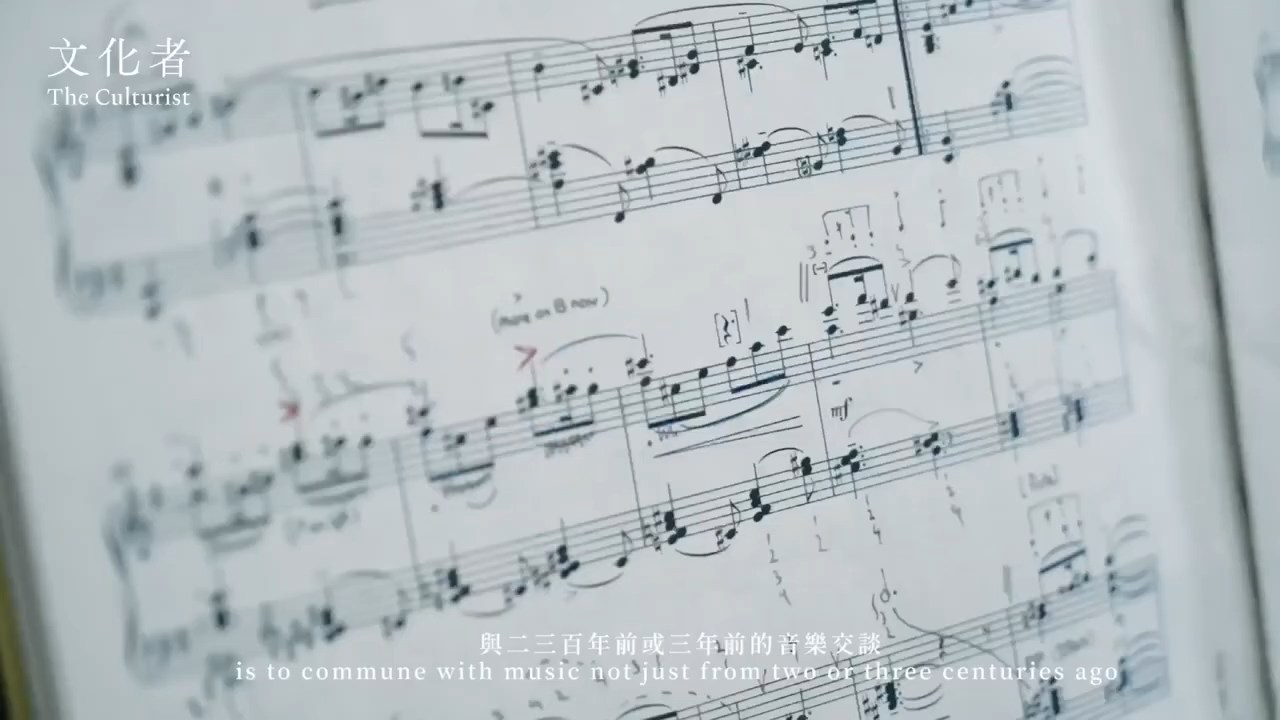 文化者
The Culturist
(more on B now)
mf
與二三百年前或三年前的音樂交談
is to commune with music not just from two or three centuries ago